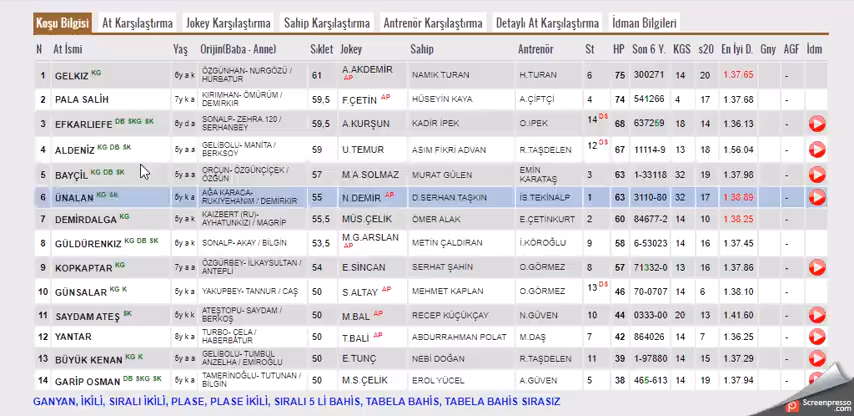 Koşu Bilgisi At Karşılaştırma Jokey Karşılaştırma Sahip Karşılaştırma Antrenör Karşılaştırma Detaylı At Karşılaştırma İdman Bilgileri
N At İsmi Yaş Orijin(Baba - Anne) Sıklet Jokey Sahip Antrenör St HP Son 6 Y. KGS s20 En İyi D. Gny AGF İdm
1 GELKIZ KG 6y a k ÖZGÜNHAN- NURGÖZÜ / HURBATUR 61 A.AKDEMİR AP NAMIK TURAN H.TURAN 6 75 300271 14 20 1.37.65 -
2 PALA SALİH 7y k a KIRIMHAN- ÖMÜRÜM / DEMİRKIR 59,5 F.ÇETİN AP HÜSEYİN KAYA A.ÇİFTÇİ 4 74 541266 4 17 1.37.68 -
3 EFKARLIEFE DB SKG SK 6y d a SONALP- ZEHRA 120 / SERHANBEY 59,5 A.KURŞUN KADİR İPEK O.IPEK 14 DS 68 637259 18 14 1.36.13 -
4 ALDENİZ KG DB SK 5y a a GELİBOLU- MANİTA / BERKSOY 59 U.TEMUR ASIM FIKRİ ADVAN R.TAŞDELEN 12 DS 67 11114-9 13 18 1.56.04 -
5 BAYÇİL KG DB SK 5y a a ORÇUN- ÖZGÜNÇİÇEK / ÖZGÜN 57 M.A.SOLMAZ MURAT GÜLEN EMİN KARATAŞ 3 63 1-33118 32 19 1.37.98 -
6 ÜNALAN KG SK 5y k a AĞA KARACA- RUKİYEHANIM / DEMİRKIR 55 N.DEMİR AP D.SERHAN TAŞKIN İS.TEKİNALP 1 63 3110-80 32 17 1.38.89 -
7 DEMİRDALGA KG 5y a k KAIZBERT (RU)- AYHATUNKIZI / MAGRİP 55,5 MÜS.ÇELİK ÖMER ALAK E.ÇETİNKURT 2 60 84677-2 14 10 1.38.25 -
8 GÜLDÜRENKIZ KG DB SK 6y a k SONALP- AKAY / BİLGİN 53,5 M.G.ARSLAN AP METİN ÇALDIRAN İ.KÖROĞLU 9 58 6-53023 14 15 1.37.45 -
9 KOPKAPTAR KG 7y a a ÖZGÜRBEY- İLKAYSULTAN / ANTEPLİ 54 E.SİNCAN SERHAT ŞAHİN O.GÖRMEZ 8 57 71332-0 13 16 1.37.86 -
10 GÜNSALAR KG K 5y k a YAKUPBEY- TANNUR / CAŞ 50 S.ALTAY AP MEHMET KAPLAN O.GÖRMEZ 13 DS 46 70-0707 14 6 1.38.10 -
11 SAYDAM ATEŞ SK 5y k k ATEŞTOPU- SAYDAM / BERKOŞ 50 M.BAL AP RECEP KÜÇÜKÇAY N.GÜVEN 10 44 0333-00 20 13 1.41.60 -
12 YANTAR 8y k a TURBO- ÇELA / HABERBATUR 50 T.BALİ AP ABDURRAHMAN POLAT M.DAŞ 7 42 864026 14 7 1.36.25 -
13 BÜYÜK KENAN KG K 5y a a GELİBOLU- TUMBUL ANZELHA / EMİROĞLU 50 E.TUNÇ NEBİ DOĞAN R.TAŞDELEN 11 39 1-97880 14 15 1.37.29 -
14 GARİP OSMAN DB SKG SK 5y k a TAMERİNOĞLU- TUTUNAN / BİLGİN 50 M.S.ÇELİK EROL YÜCEL A.GÜVEN 5 38 465-613 14 19 1.37.94 -
GANYAN, İKİLİ, SIRALI İKİLİ, PLASE, PLASE İKİLİ, SIRALI 5 Lİ BAHİS, TABELA BAHİS, TABELA BAHİS SIRASIZ
Screenpresso
.com